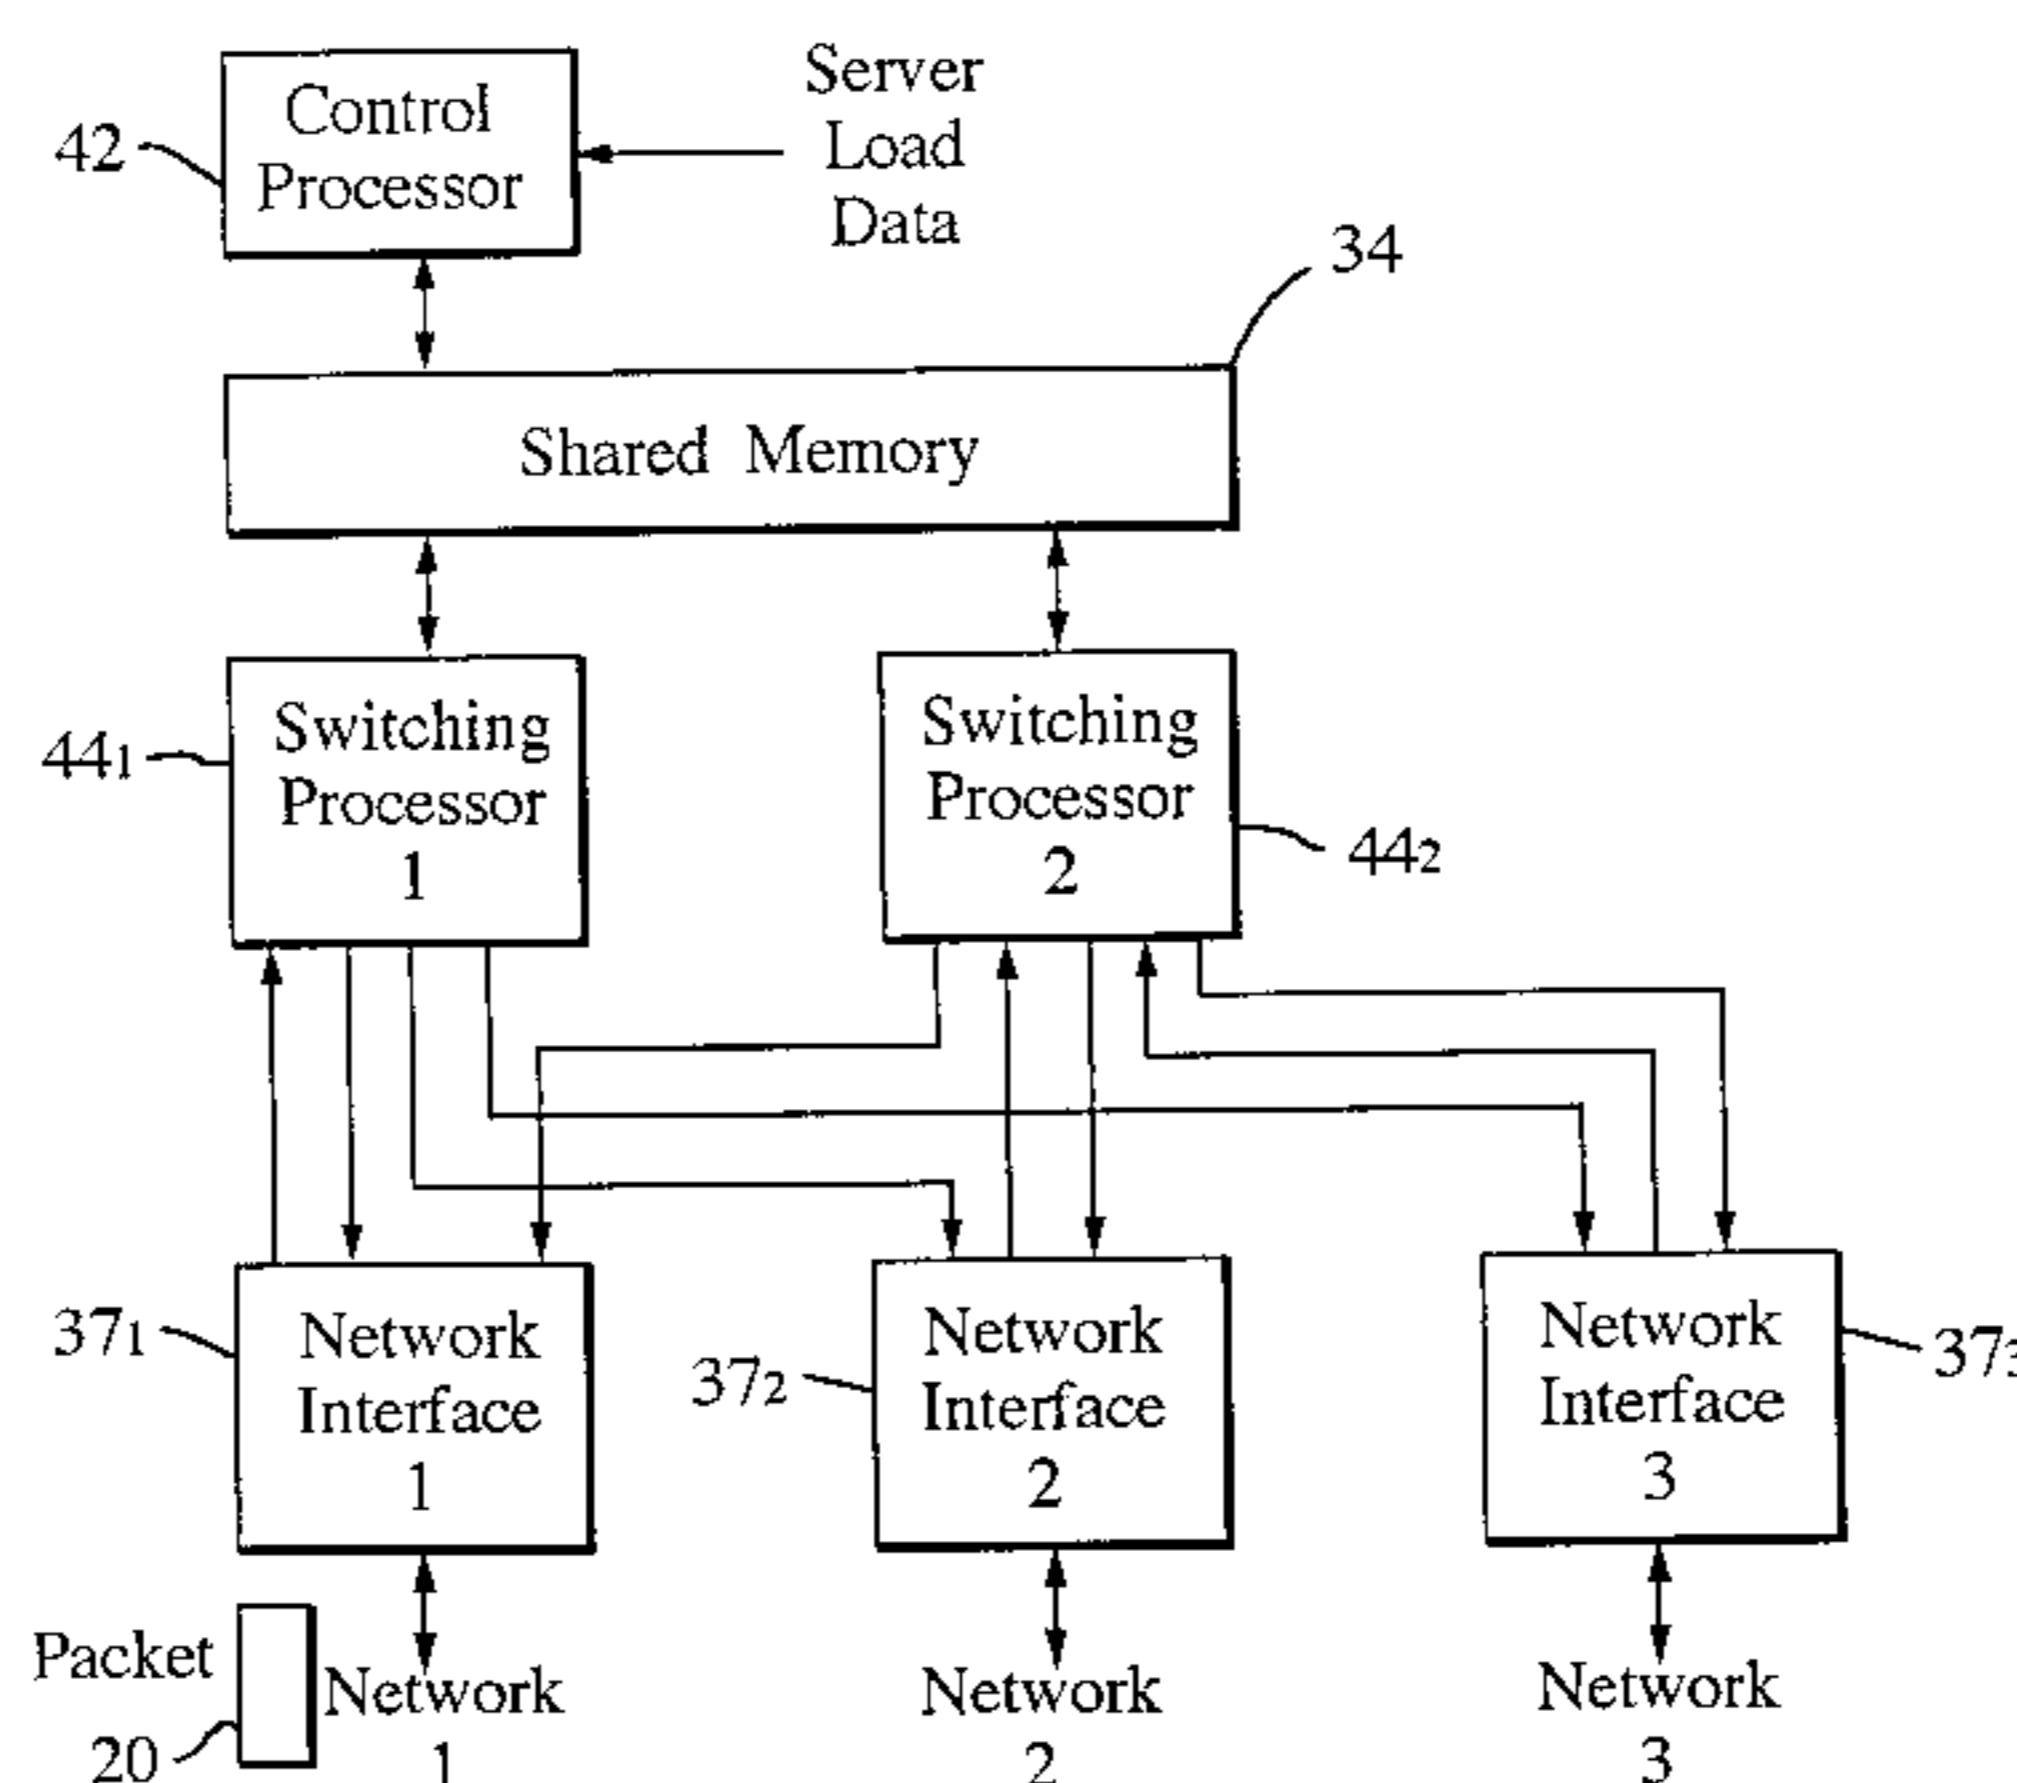 Control
Processor
42
Server
Load
Data
34
Shared Memory
Switching
Processor
1
44₁
Switching
Processor
2
44₂
Network
Interface
1
37₁
Network
Interface
2
37₂
Network
Interface
3
37₃
Packet
20
Network
1
Network
2
Network
3